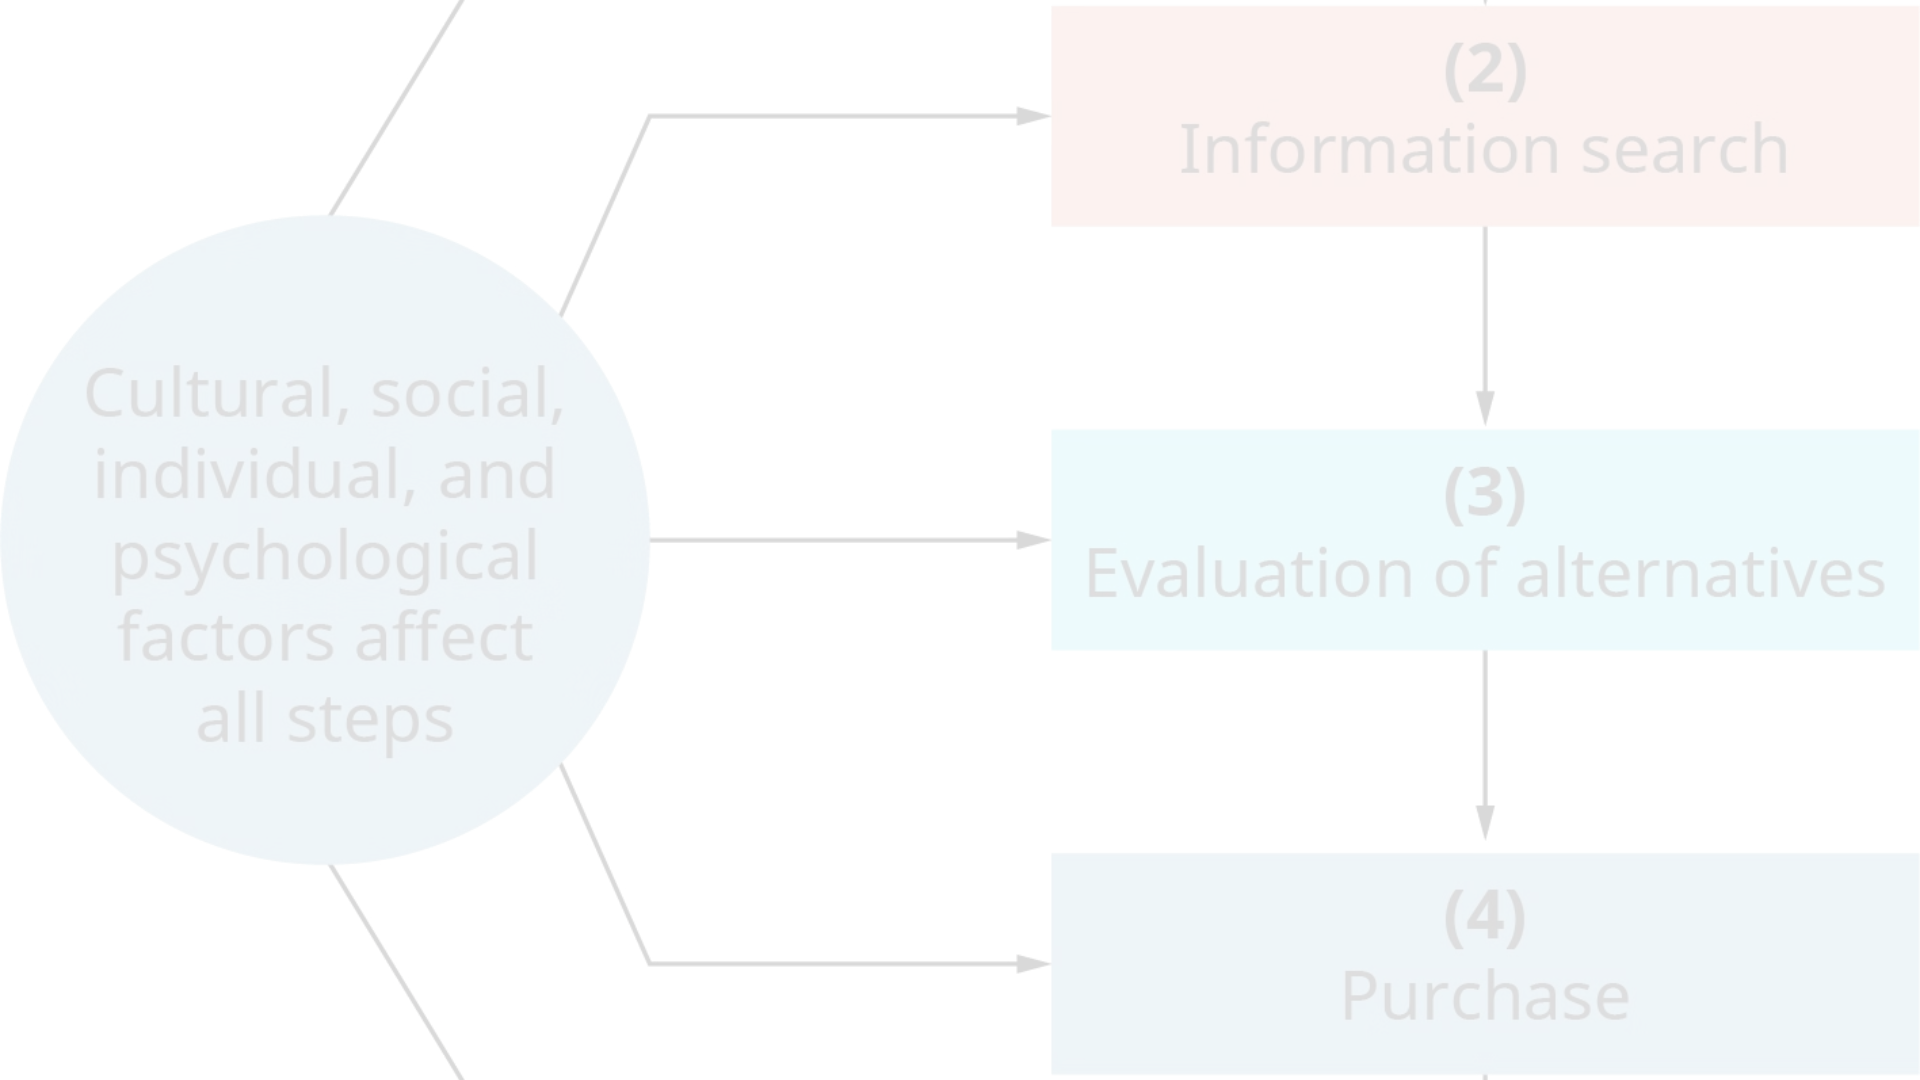 (2)
Information search
Cultural, social,
individual, and
psychological
factors affect
all steps
(3)
Evaluation of alternatives
(4)
Purchase